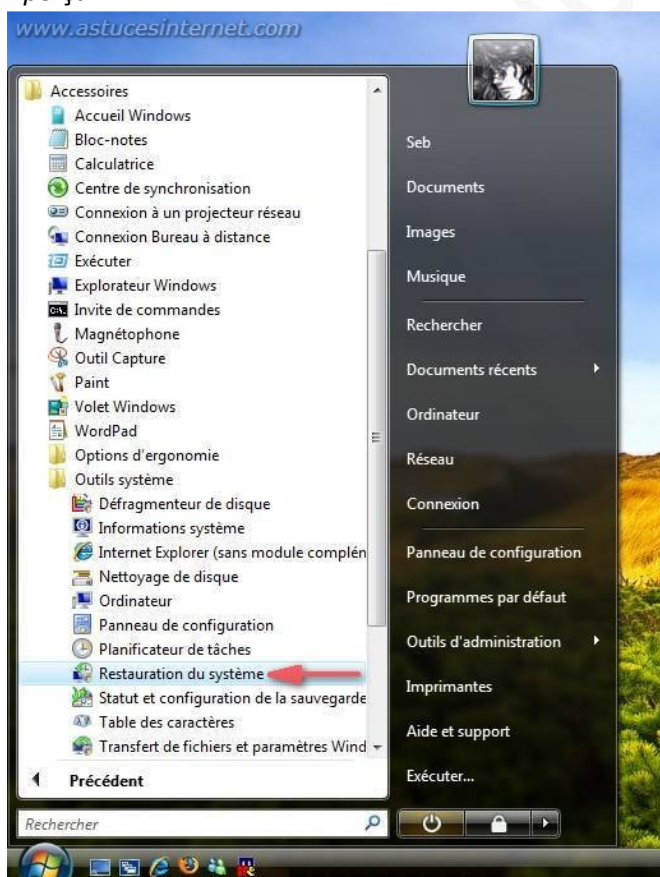 www.astucesinternet.com
Accessoires
Accueil Windows
Bloc-notes
Calculatrice
Centre de synchronisation
Connexion à un projecteur réseau
Connexion Bureau à distance
Exécuter
Explorateur Windows
Invite de commandes
Magnétophone
Outil Capture
Paint
Volet Windows
WordPad
Options d'ergonomie
Outils système
Défragmenteur de disque
Informations système
Internet Explorer (sans module complén
Nettoyage de disque
Ordinateur
Panneau de configuration
Planificateur de tâches
Restauration du système
Statut et configuration de la sauvegarde
Table des caractères
Transfert de fichiers et paramètres Wind
Précédent
Rechercher
Seb
Documents
Images
Musique
Rechercher
Documents récents
Ordinateur
Réseau
Connexion
Panneau de configuration
Programmes par défaut
Outils d'administration
Imprimantes
Aide et support
Exécuter...